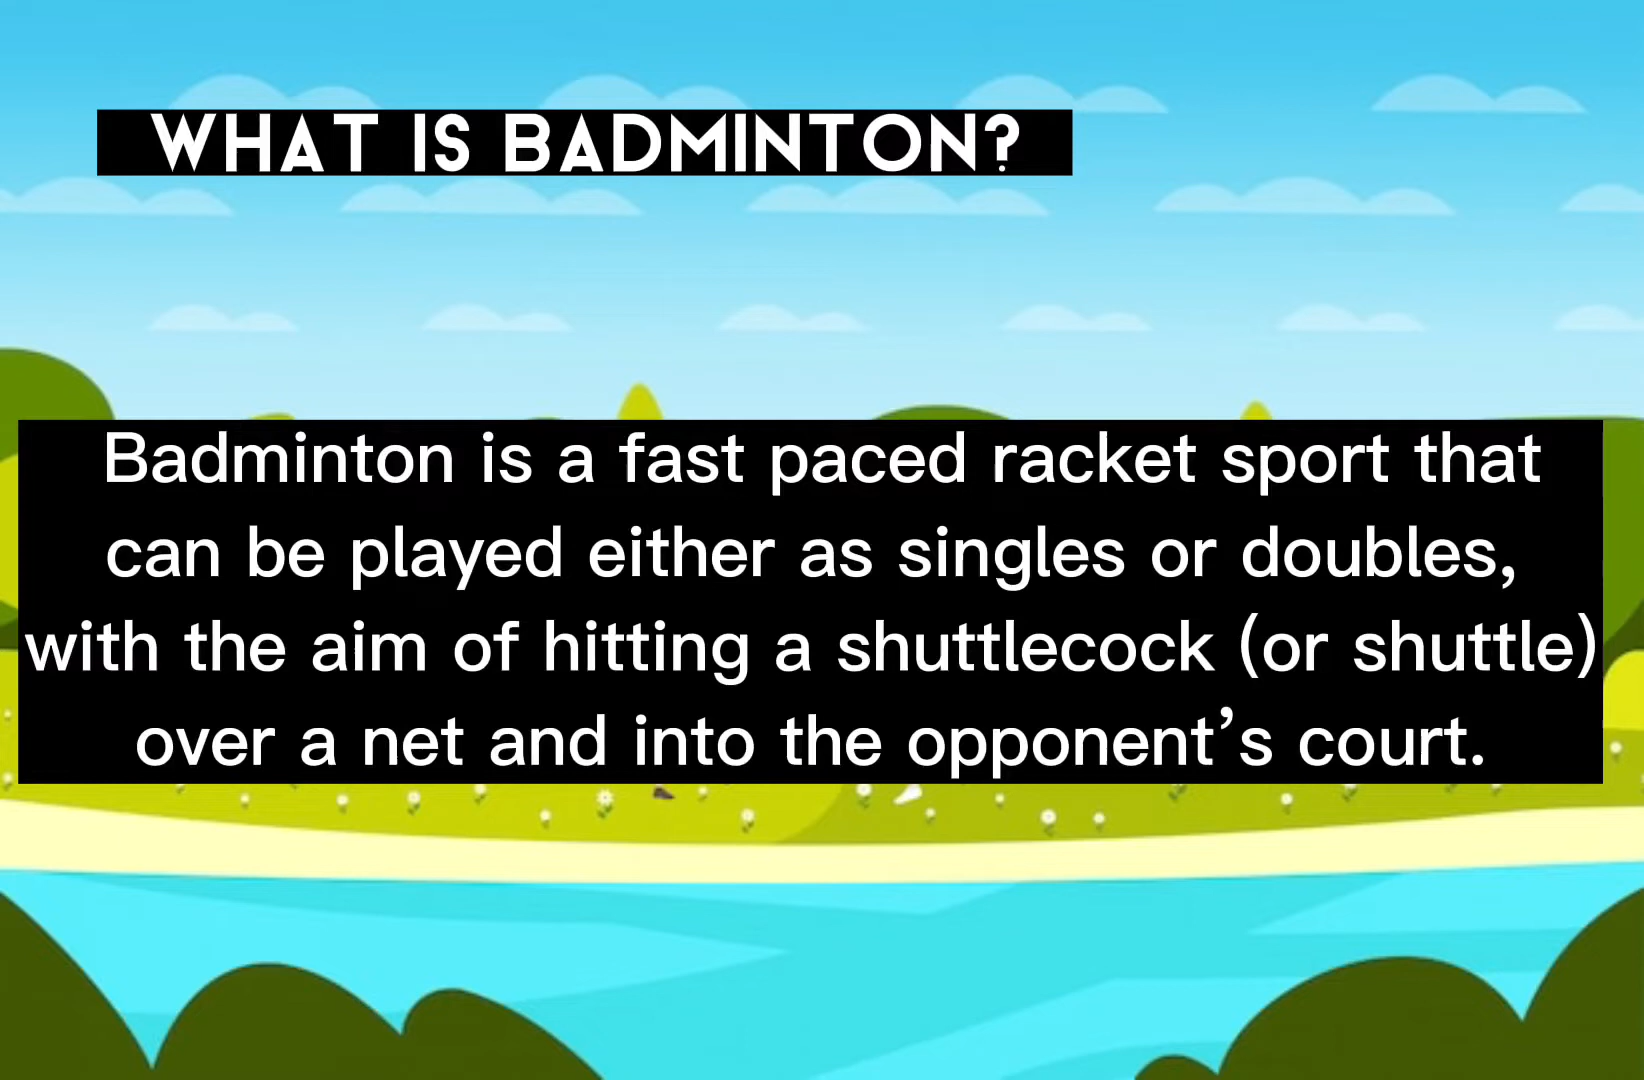 WHAT IS BADMINTON?
Badminton is a fast paced racket sport that
can be played either as singles or doubles,
with the aim of hitting a shuttlecock (or shuttle)
over a net and into the opponent’s court.